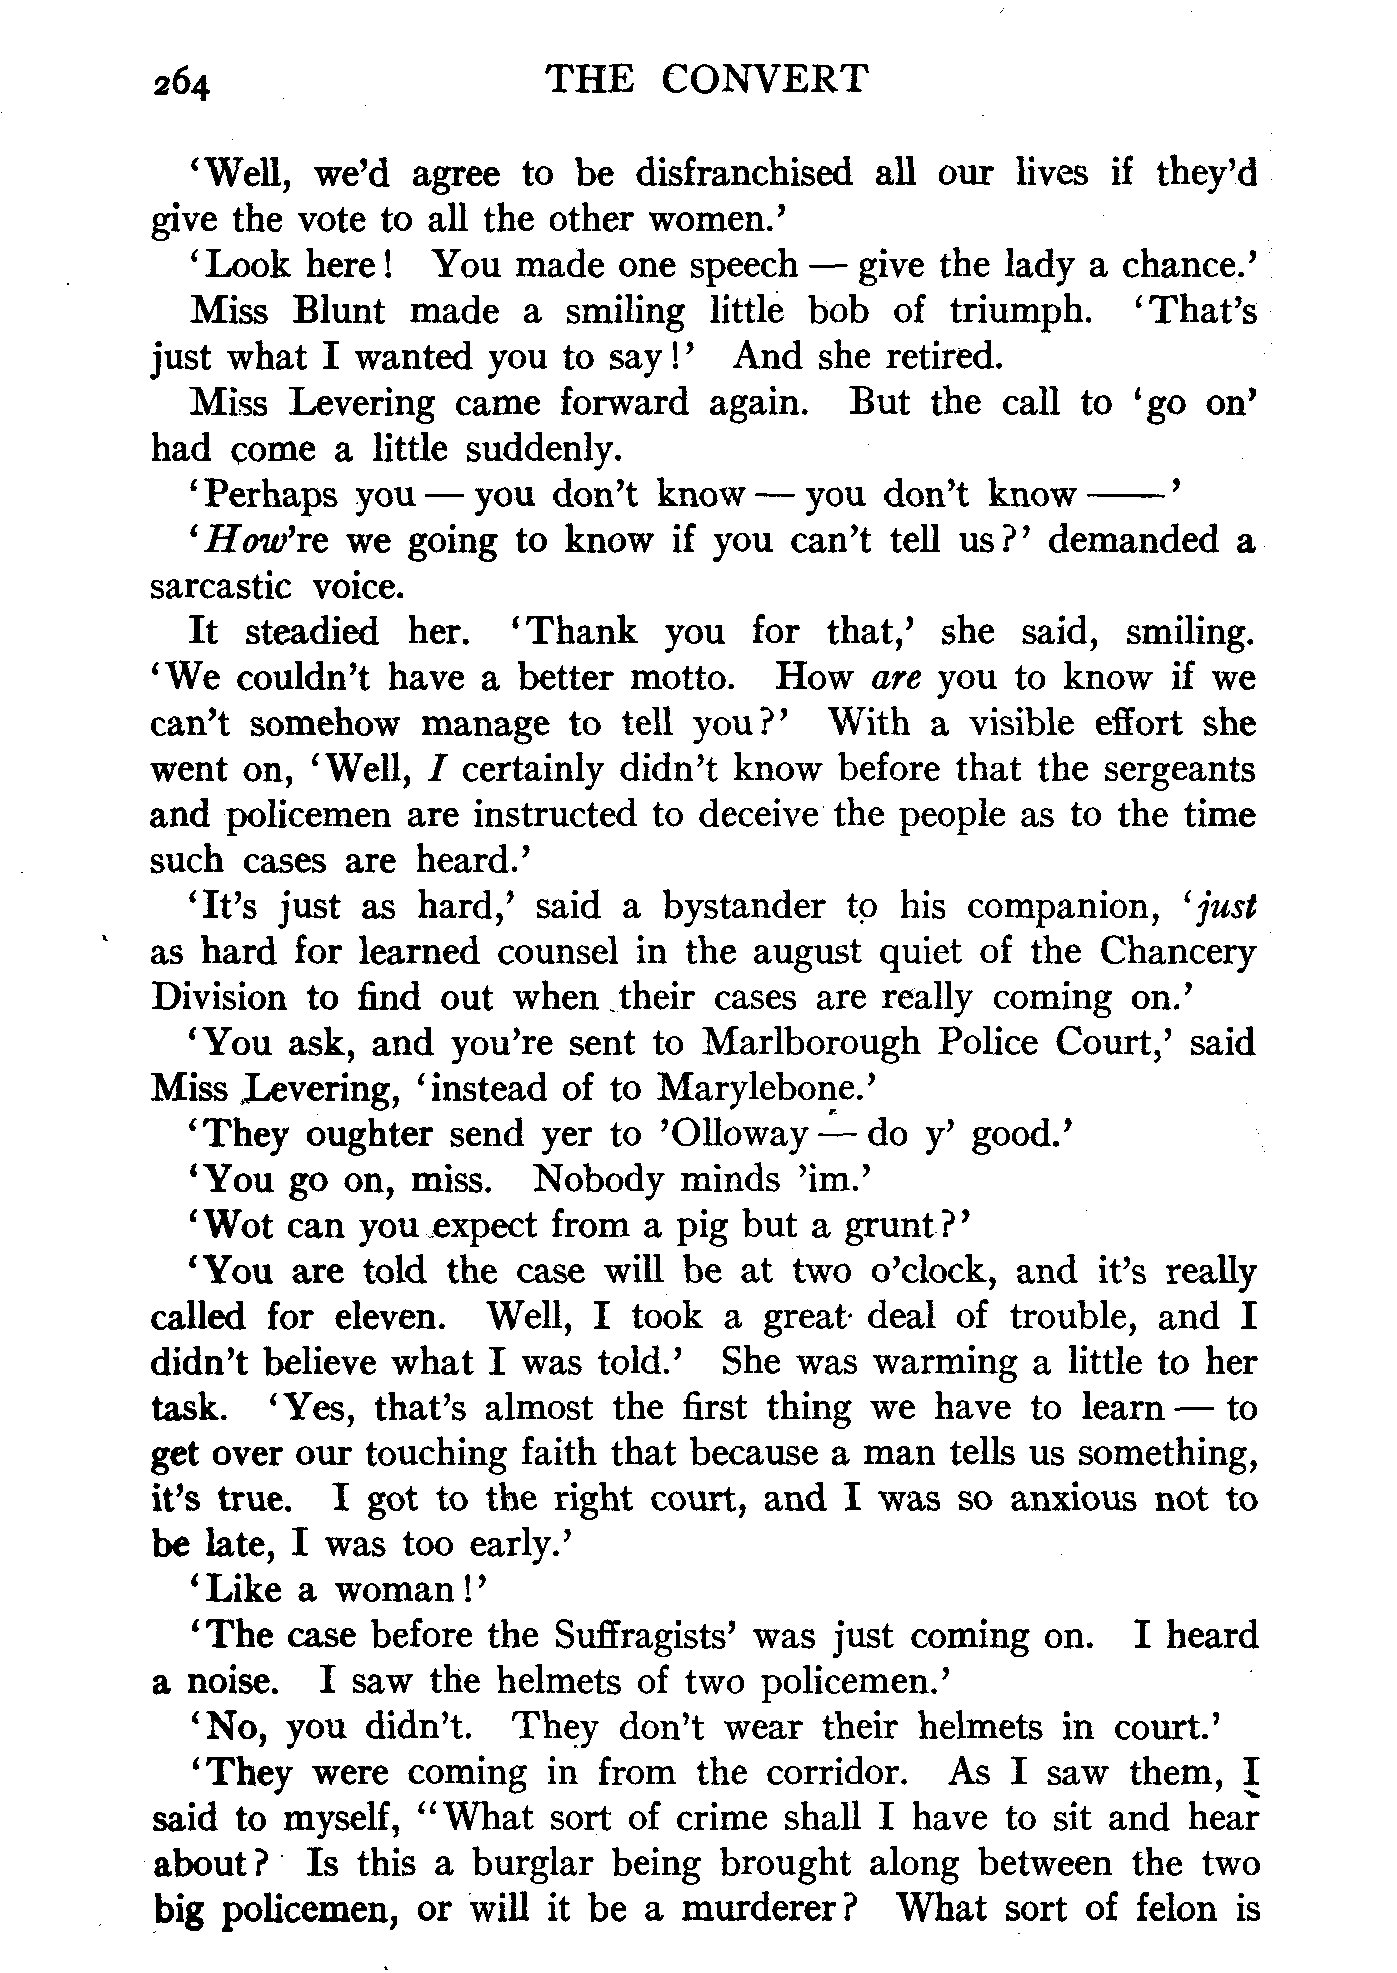 264 THE CONVERT
‘Well, we’d agree to be disfranchised all our lives if they’d
give the vote to all the other women.’
‘Look here! You made one speech — give the lady a chance.’
Miss Blunt made a smiling little bob of triumph. ‘That’s
just what I wanted you to say!’ And she retired.
Miss Levering came forward again. But the call to ‘go on’
had come a little suddenly.
‘Perhaps you — you don’t know — you don’t know ——’
‘How’re we going to know if you can’t tell us?’ demanded a
sarcastic voice.
It steadied her. ‘Thank you for that,’ she said, smiling.
‘We couldn’t have a better motto. How are you to know if we
can’t somehow manage to tell you?’ With a visible effort she
went on, ‘Well, I certainly didn’t know before that the sergeants
and policemen are instructed to deceive the people as to the time
such cases are heard.’
‘It’s just as hard,’ said a bystander to his companion, ‘just
as hard for learned counsel in the august quiet of the Chancery
Division to find out when their cases are really coming on.’
‘You ask, and you’re sent to Marlborough Police Court,’ said
Miss Levering, ‘instead of to Marylebone.’
‘They oughter send yer to ’Olloway — do y’ good.’
‘You go on, miss. Nobody minds ’im.’
‘Wot can you expect from a pig but a grunt?’
‘You are told the case will be at two o’clock, and it’s really
called for eleven. Well, I took a great deal of trouble, and I
didn’t believe what I was told.’ She was warming a little to her
task. ‘Yes, that’s almost the first thing we have to learn — to
get over our touching faith that because a man tells us something,
it’s true. I got to the right court, and I was so anxious not to
be late, I was too early.’
‘Like a woman!’
‘The case before the Suffragists’ was just coming on. I heard
a noise. I saw the helmets of two policemen.’
‘No, you didn’t. They don’t wear their helmets in court.’
‘They were coming in from the corridor. As I saw them, I
said to myself, “What sort of crime shall I have to sit and hear
about? Is this a burglar being brought along between the two
big policemen, or will it be a murderer? What sort of felon is